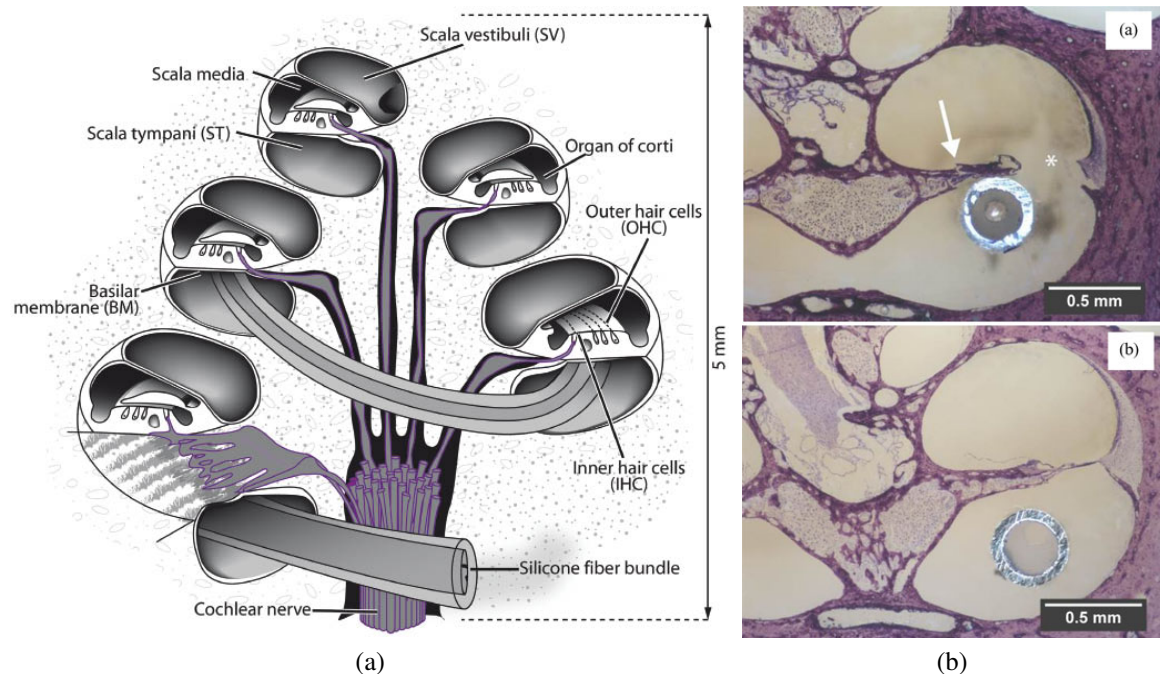 Scala vestibuli (SV)
Scala media
Scala tympani (ST)
Organ of corti
Outer hair cells
(OHC)
Basilar
membrane (BM)
5 mm
Inner hair cells
(IHC)
Silicone fiber bundle
Cochlear nerve
(a)
(a)
*
0.5 mm
(b)
0.5 mm
(b)